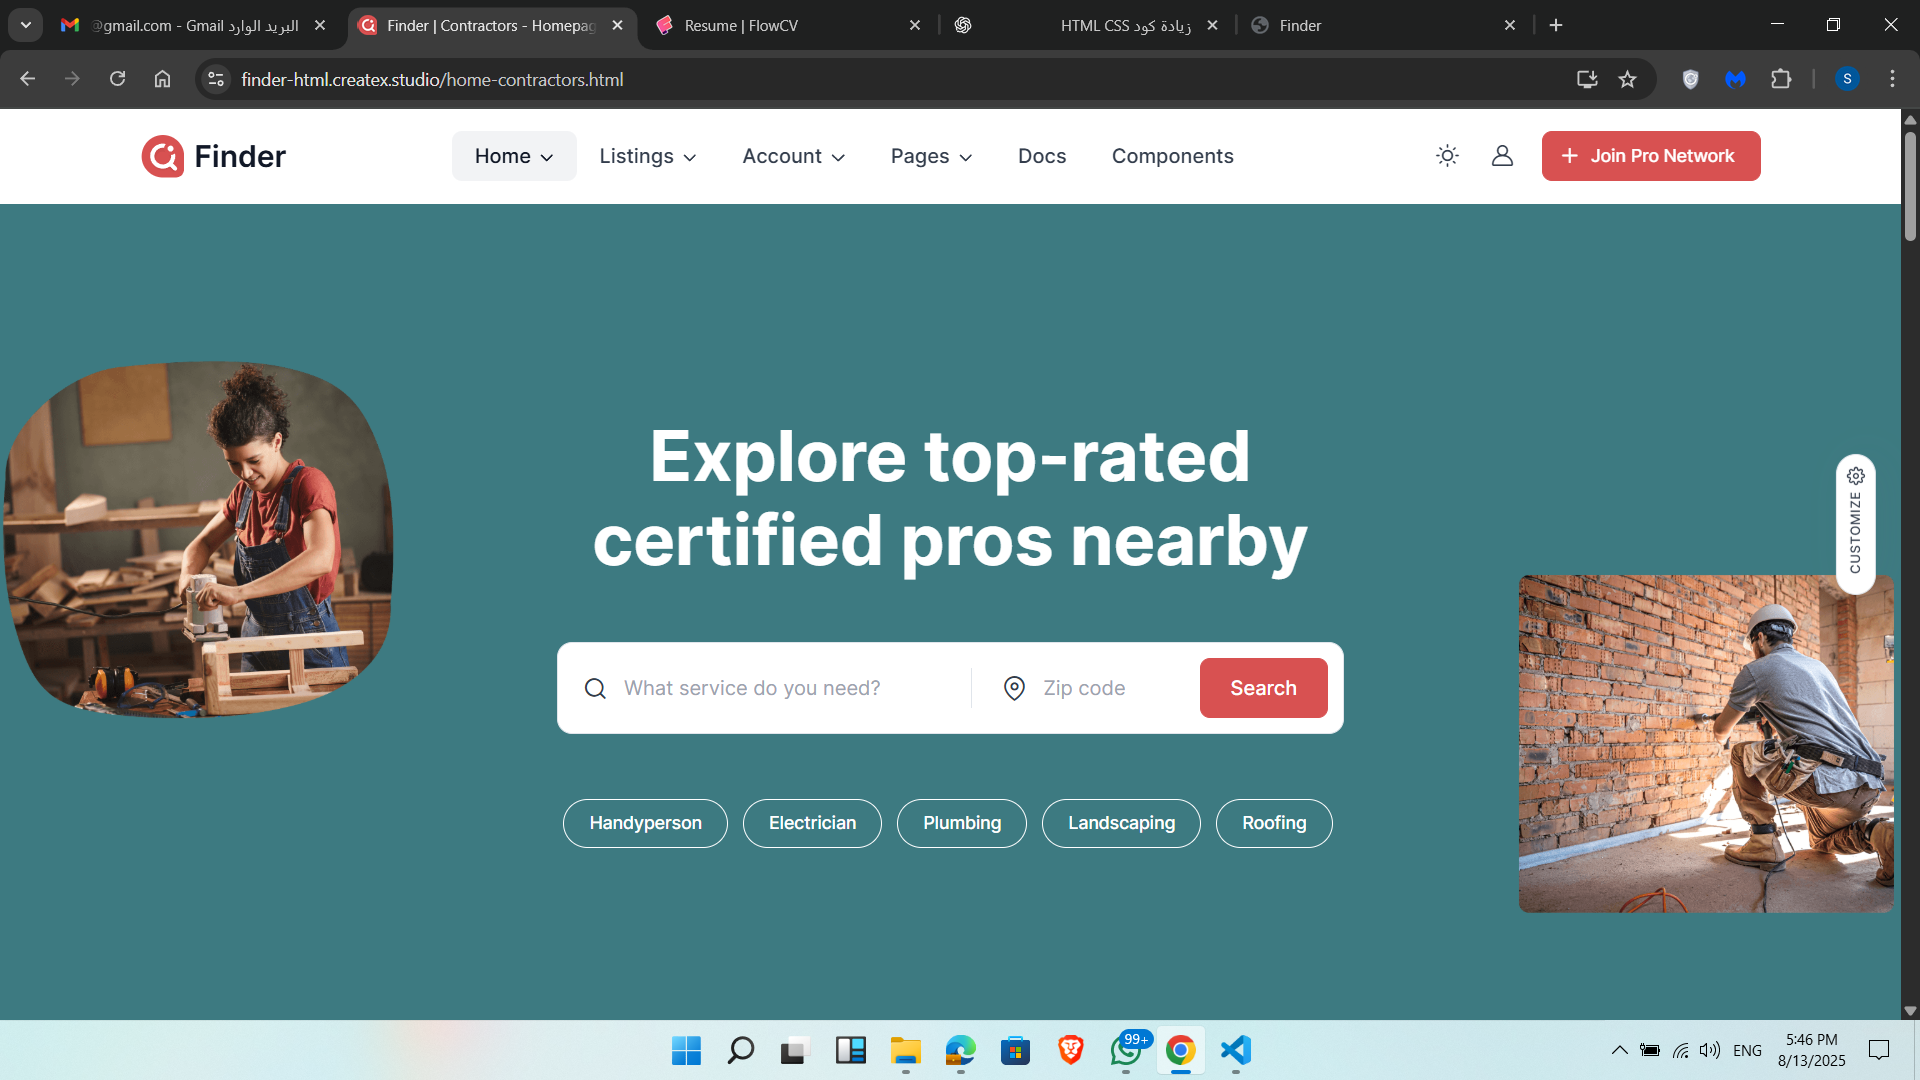 @gmail.com - Gmail البريد الوارد
Finder | Contractors - Homepag
Resume | FlowCV
زيادة كود HTML CSS
Finder
finder-html.createx.studio/home-contractors.html
S
Finder
Home
Listings
Account
Pages
Docs
Components
Join Pro Network
Explore top-rated
certified pros nearby
CUSTOMIZE
What service do you need?
Zip code
Search
Handyperson
Electrician
Plumbing
Landscaping
Roofing
99+
ENG
5:46 PM
8/13/2025